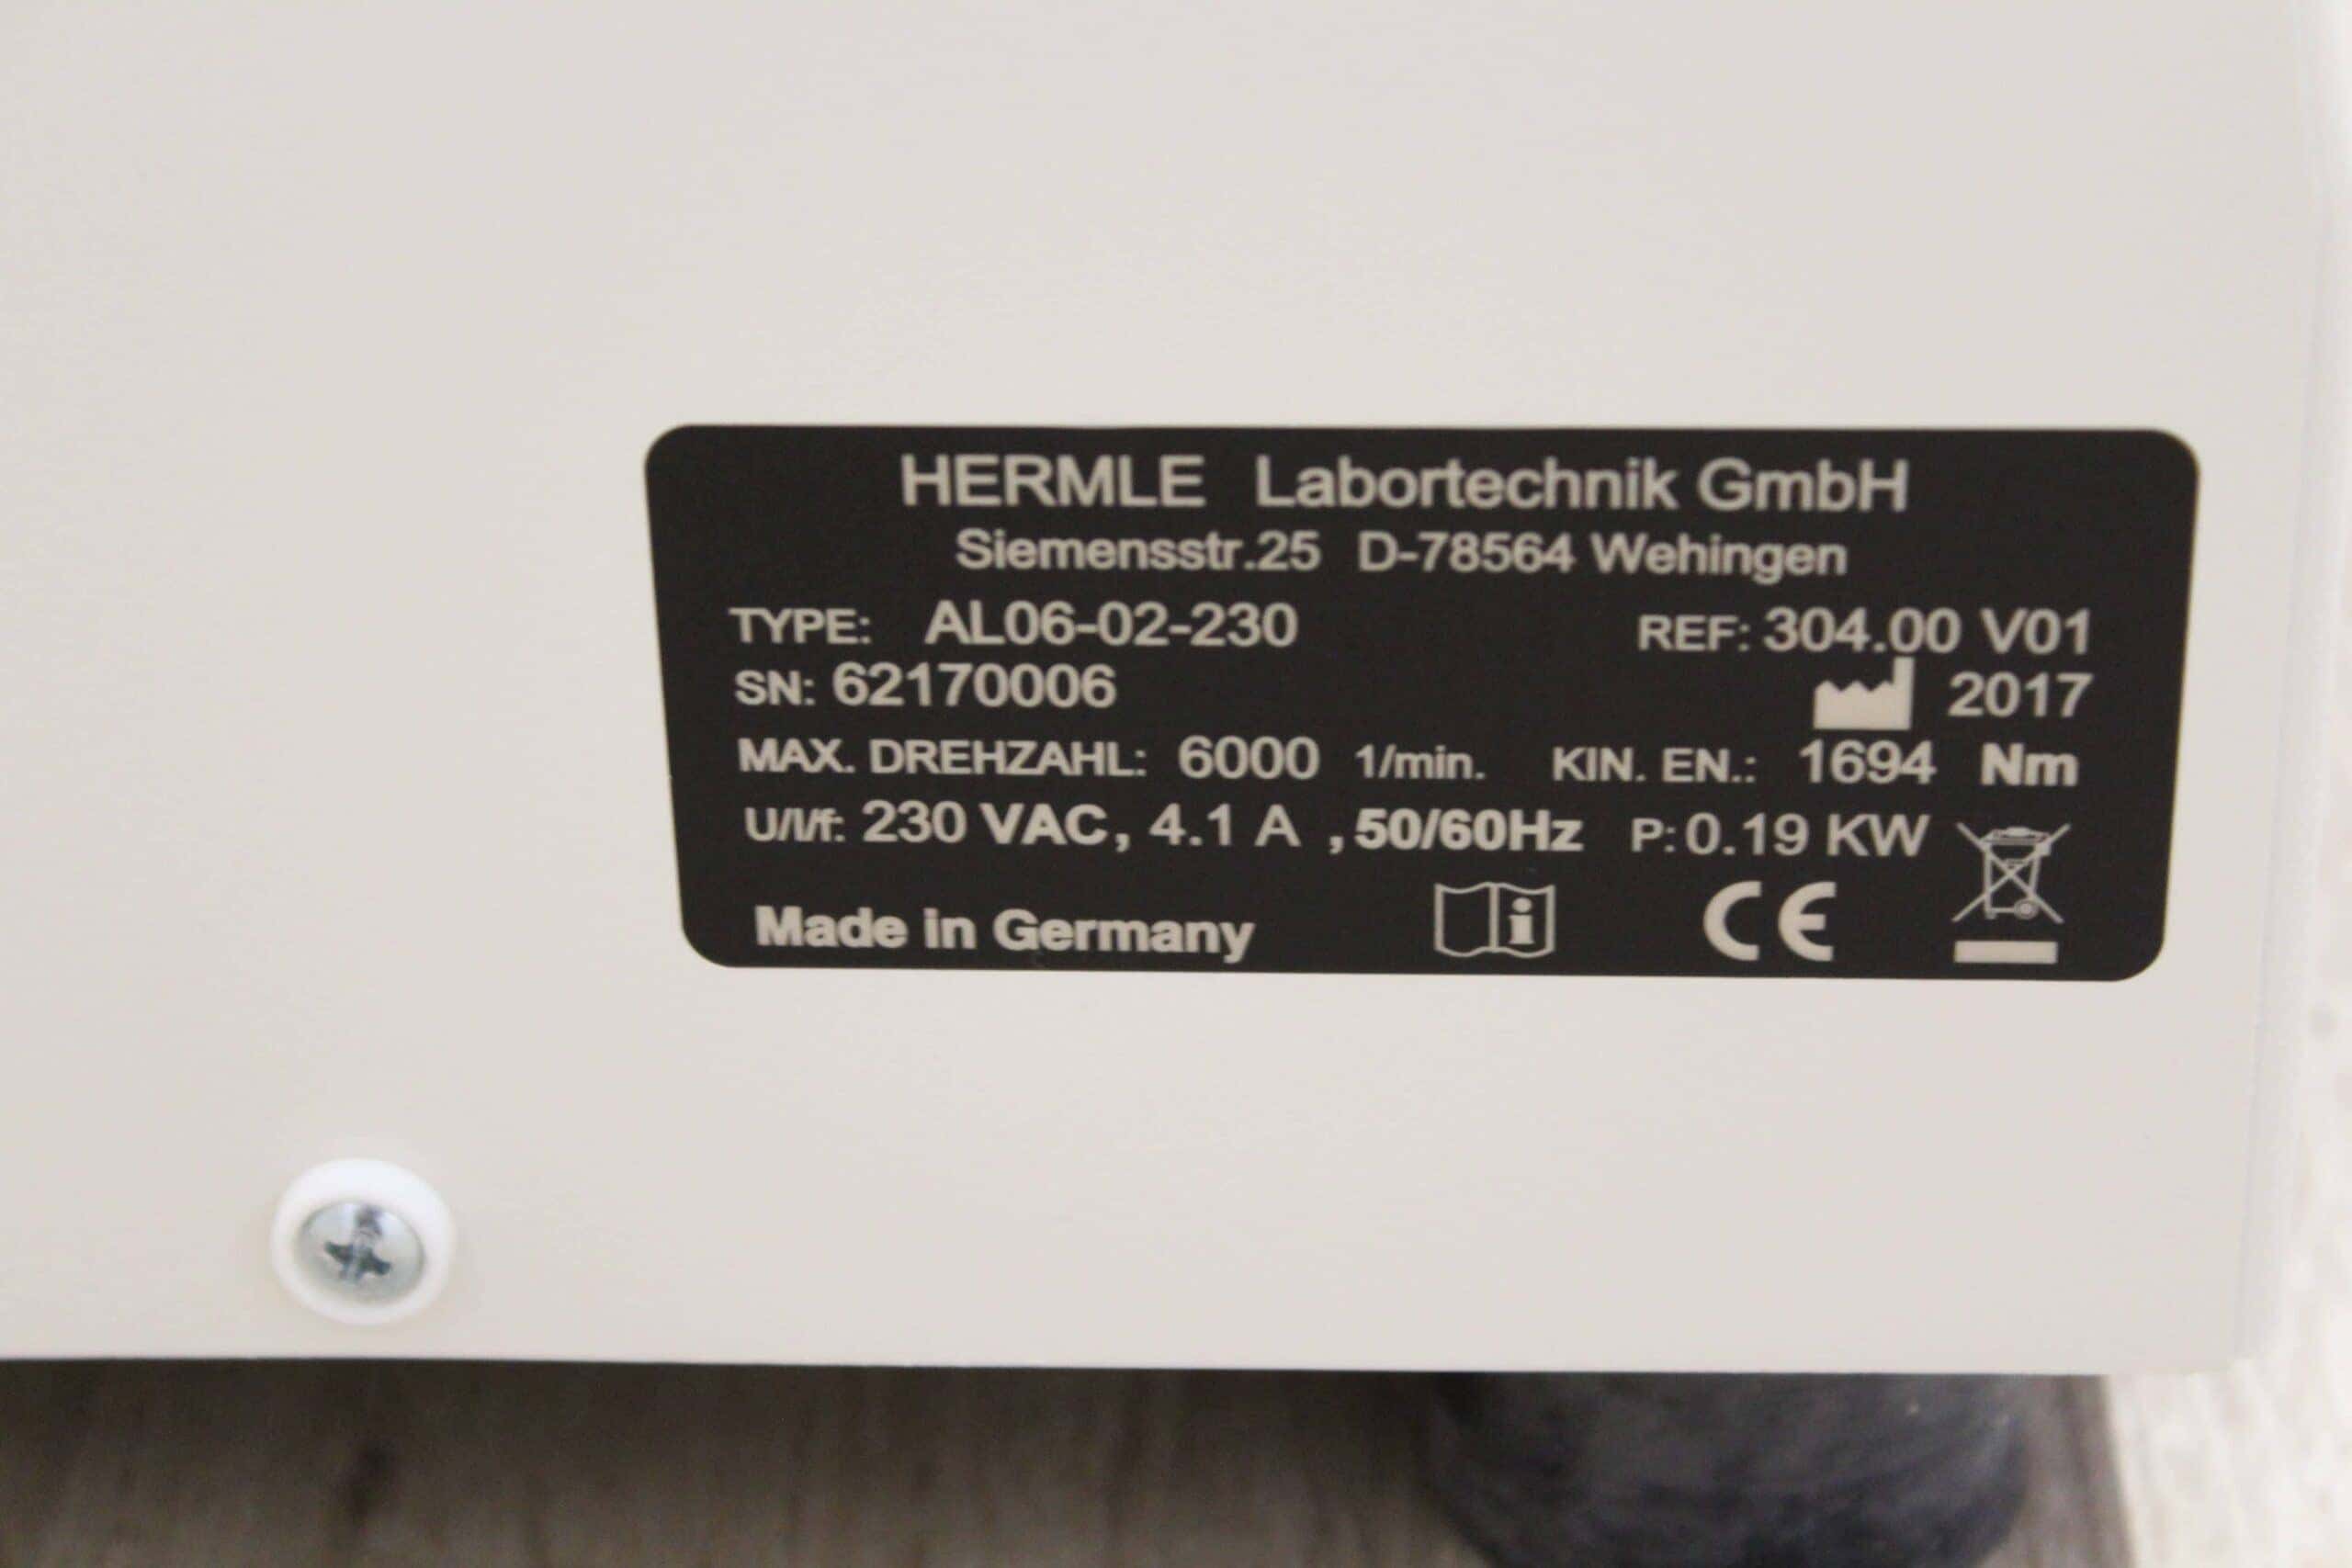 HERMLE Labortechnik GmbH
Siemensstr.25 D-78564 Wehingen
TYPE: AL06-02-230 REF: 304.00 V01
SN: 62170006 2017
MAX. DREHZAHL: 6000 1/min. KIN. EN.: 1694 Nm
U/I/f: 230 VAC, 4.1 A , 50/60Hz P: 0.19 KW
Made in Germany CE